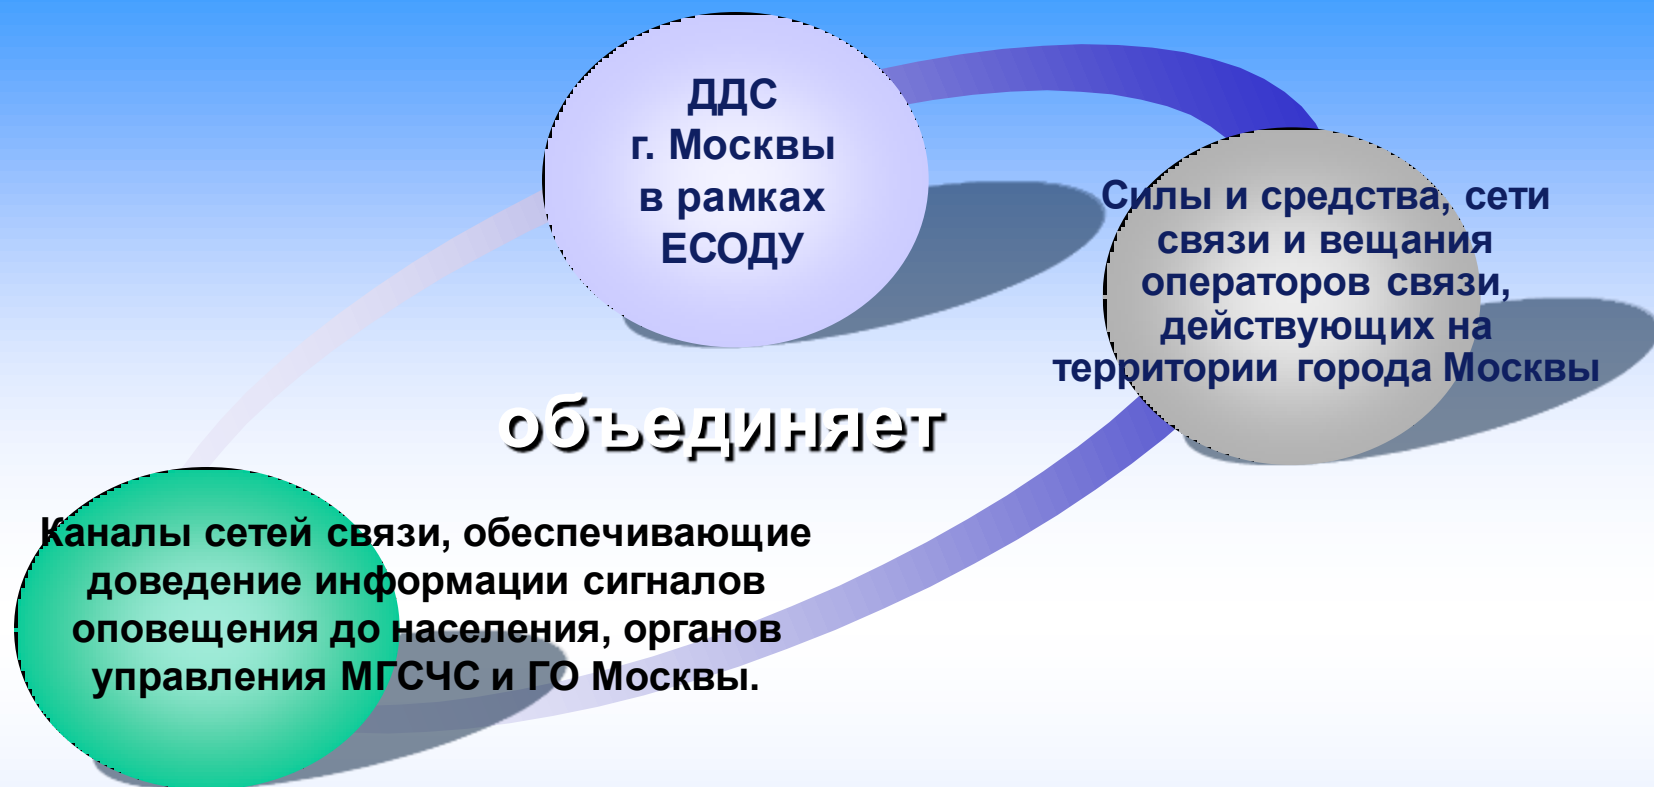 ДДС
г. Москвы
в рамках
ЕСОДУ
Силы и средства, сети
связи и вещания
операторов связи,
действующих на
территории города Москвы
объединяет
Каналы сетей связи, обеспечивающие
доведение информации сигналов
оповещения до населения, органов
управления МГСЧС и ГО Москвы.